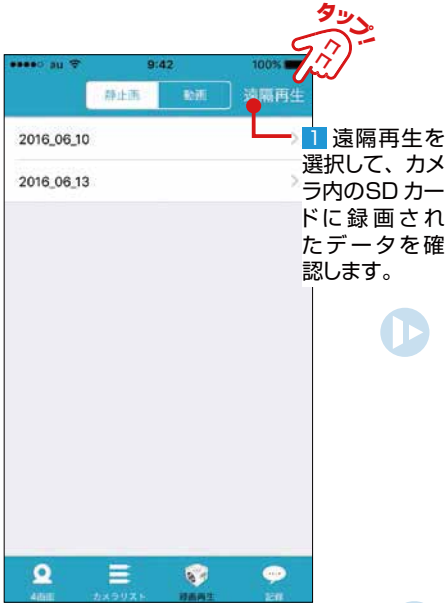 タップ!
au 9:42 100%
静止画 動画 遠隔再生
2016_06_10
2016_06_13
1 遠隔再生を
選択して、カメ
ラ内のSDカー
ドに録画され
たデータを確
認します。
4画面 カメラリスト 録画再生 記録